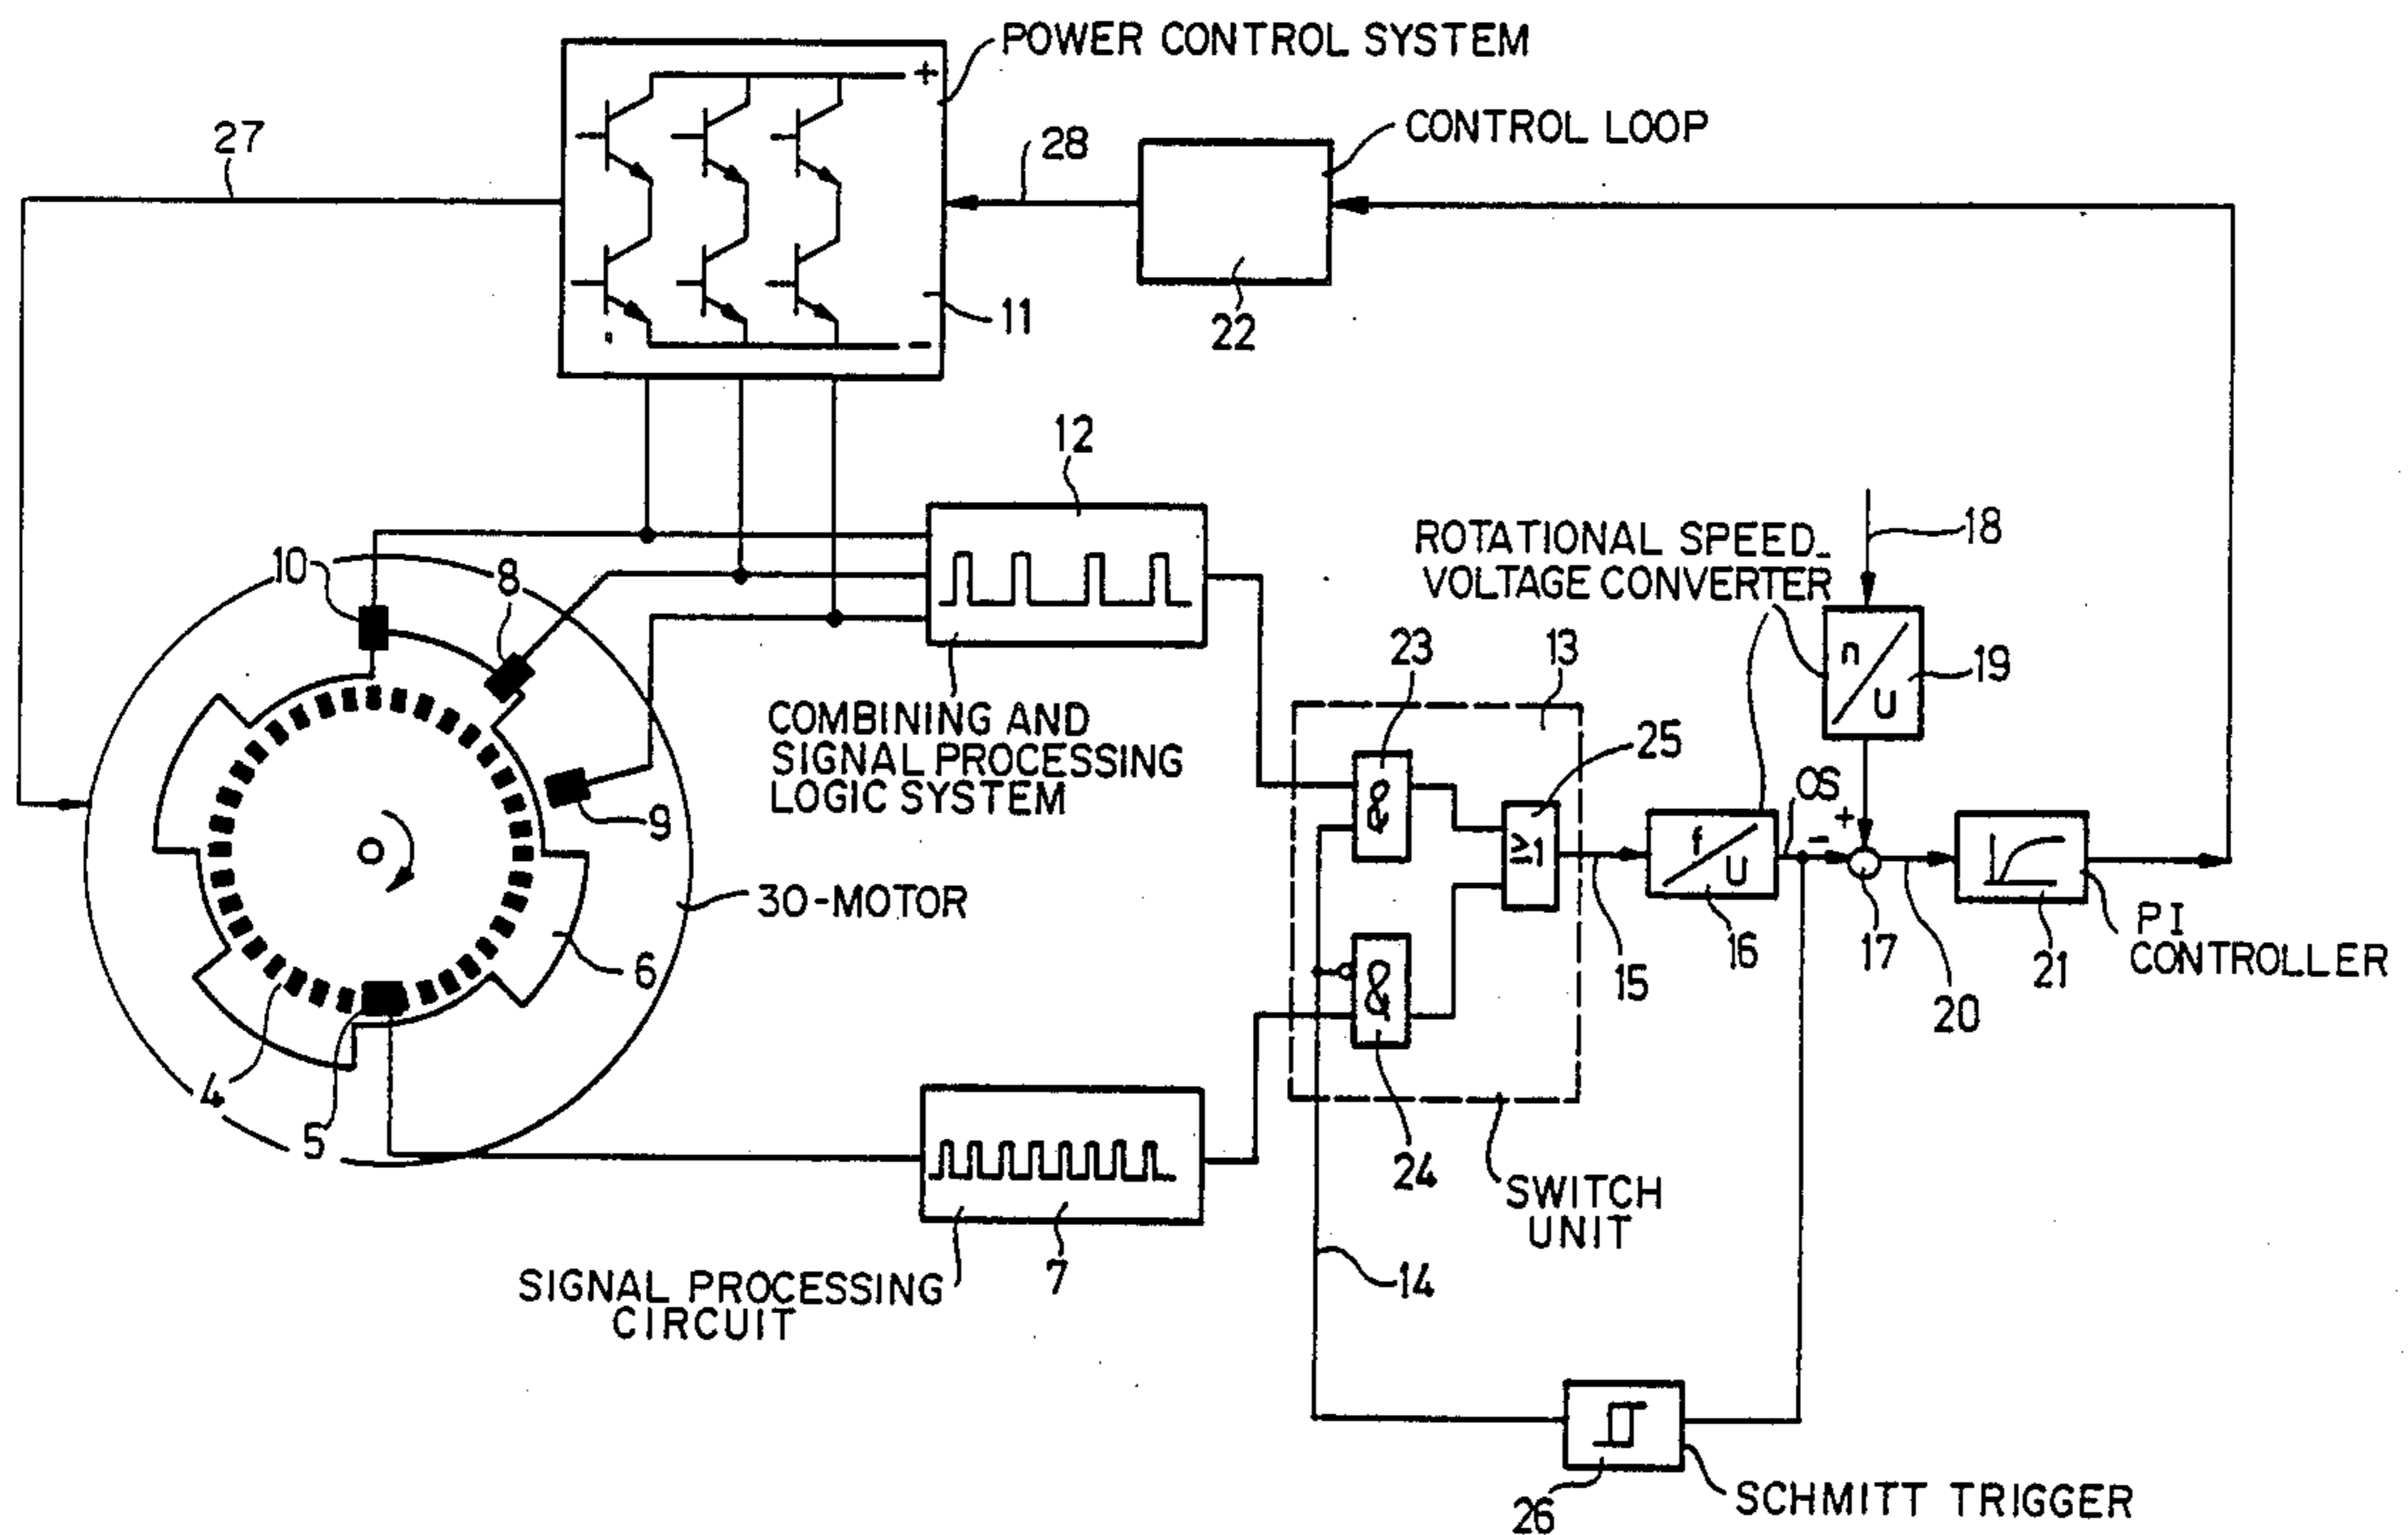 POWER CONTROL SYSTEM
+
27
28
CONTROL LOOP
11
22
-
12
10
8
18
ROTATIONAL SPEED-
VOLTAGE CONVERTER
23
13
n
U
19
COMBINING AND
SIGNAL PROCESSING
LOGIC SYSTEM
25
9
&
≥1
OS
+
-
f
U
30-MOTOR
6
&
15
16
17
20
21
PI
CONTROLLER
4
5
24
SWITCH
UNIT
7
14
SIGNAL PROCESSING
CIRCUIT
26
SCHMITT TRIGGER